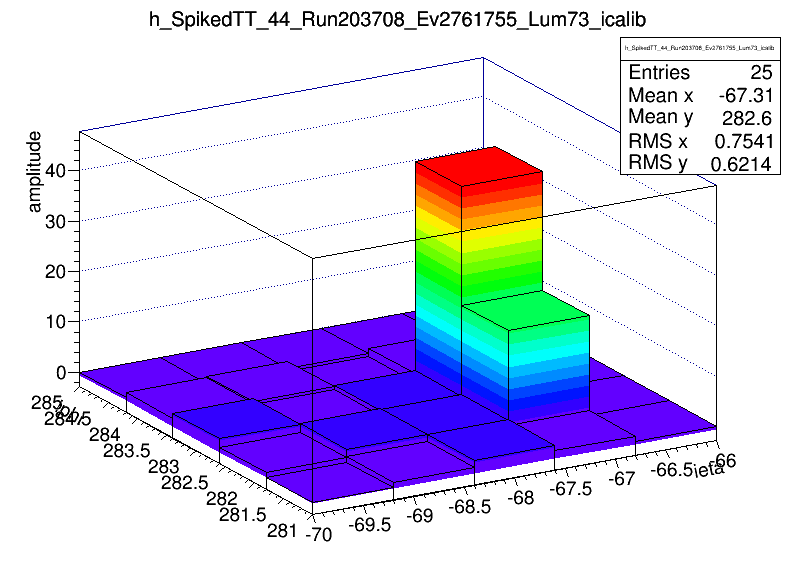 h_SpikedTT_44_Run203708_Ev2761755_Lum73_icalib
h_SpikedTT_44_Run203708_Ev2761755_Lum73_icalib
Entries 25
Mean x -67.31
Mean y 282.6
RMS x 0.7541
RMS y 0.6214
amplitude
40
30
20
10
0
285
284.5
284
283.5
283
282.5
282
281.5
281
-70
-69.5
-69
-68.5
-68
-67.5
-67
-66.5
-66
ieta